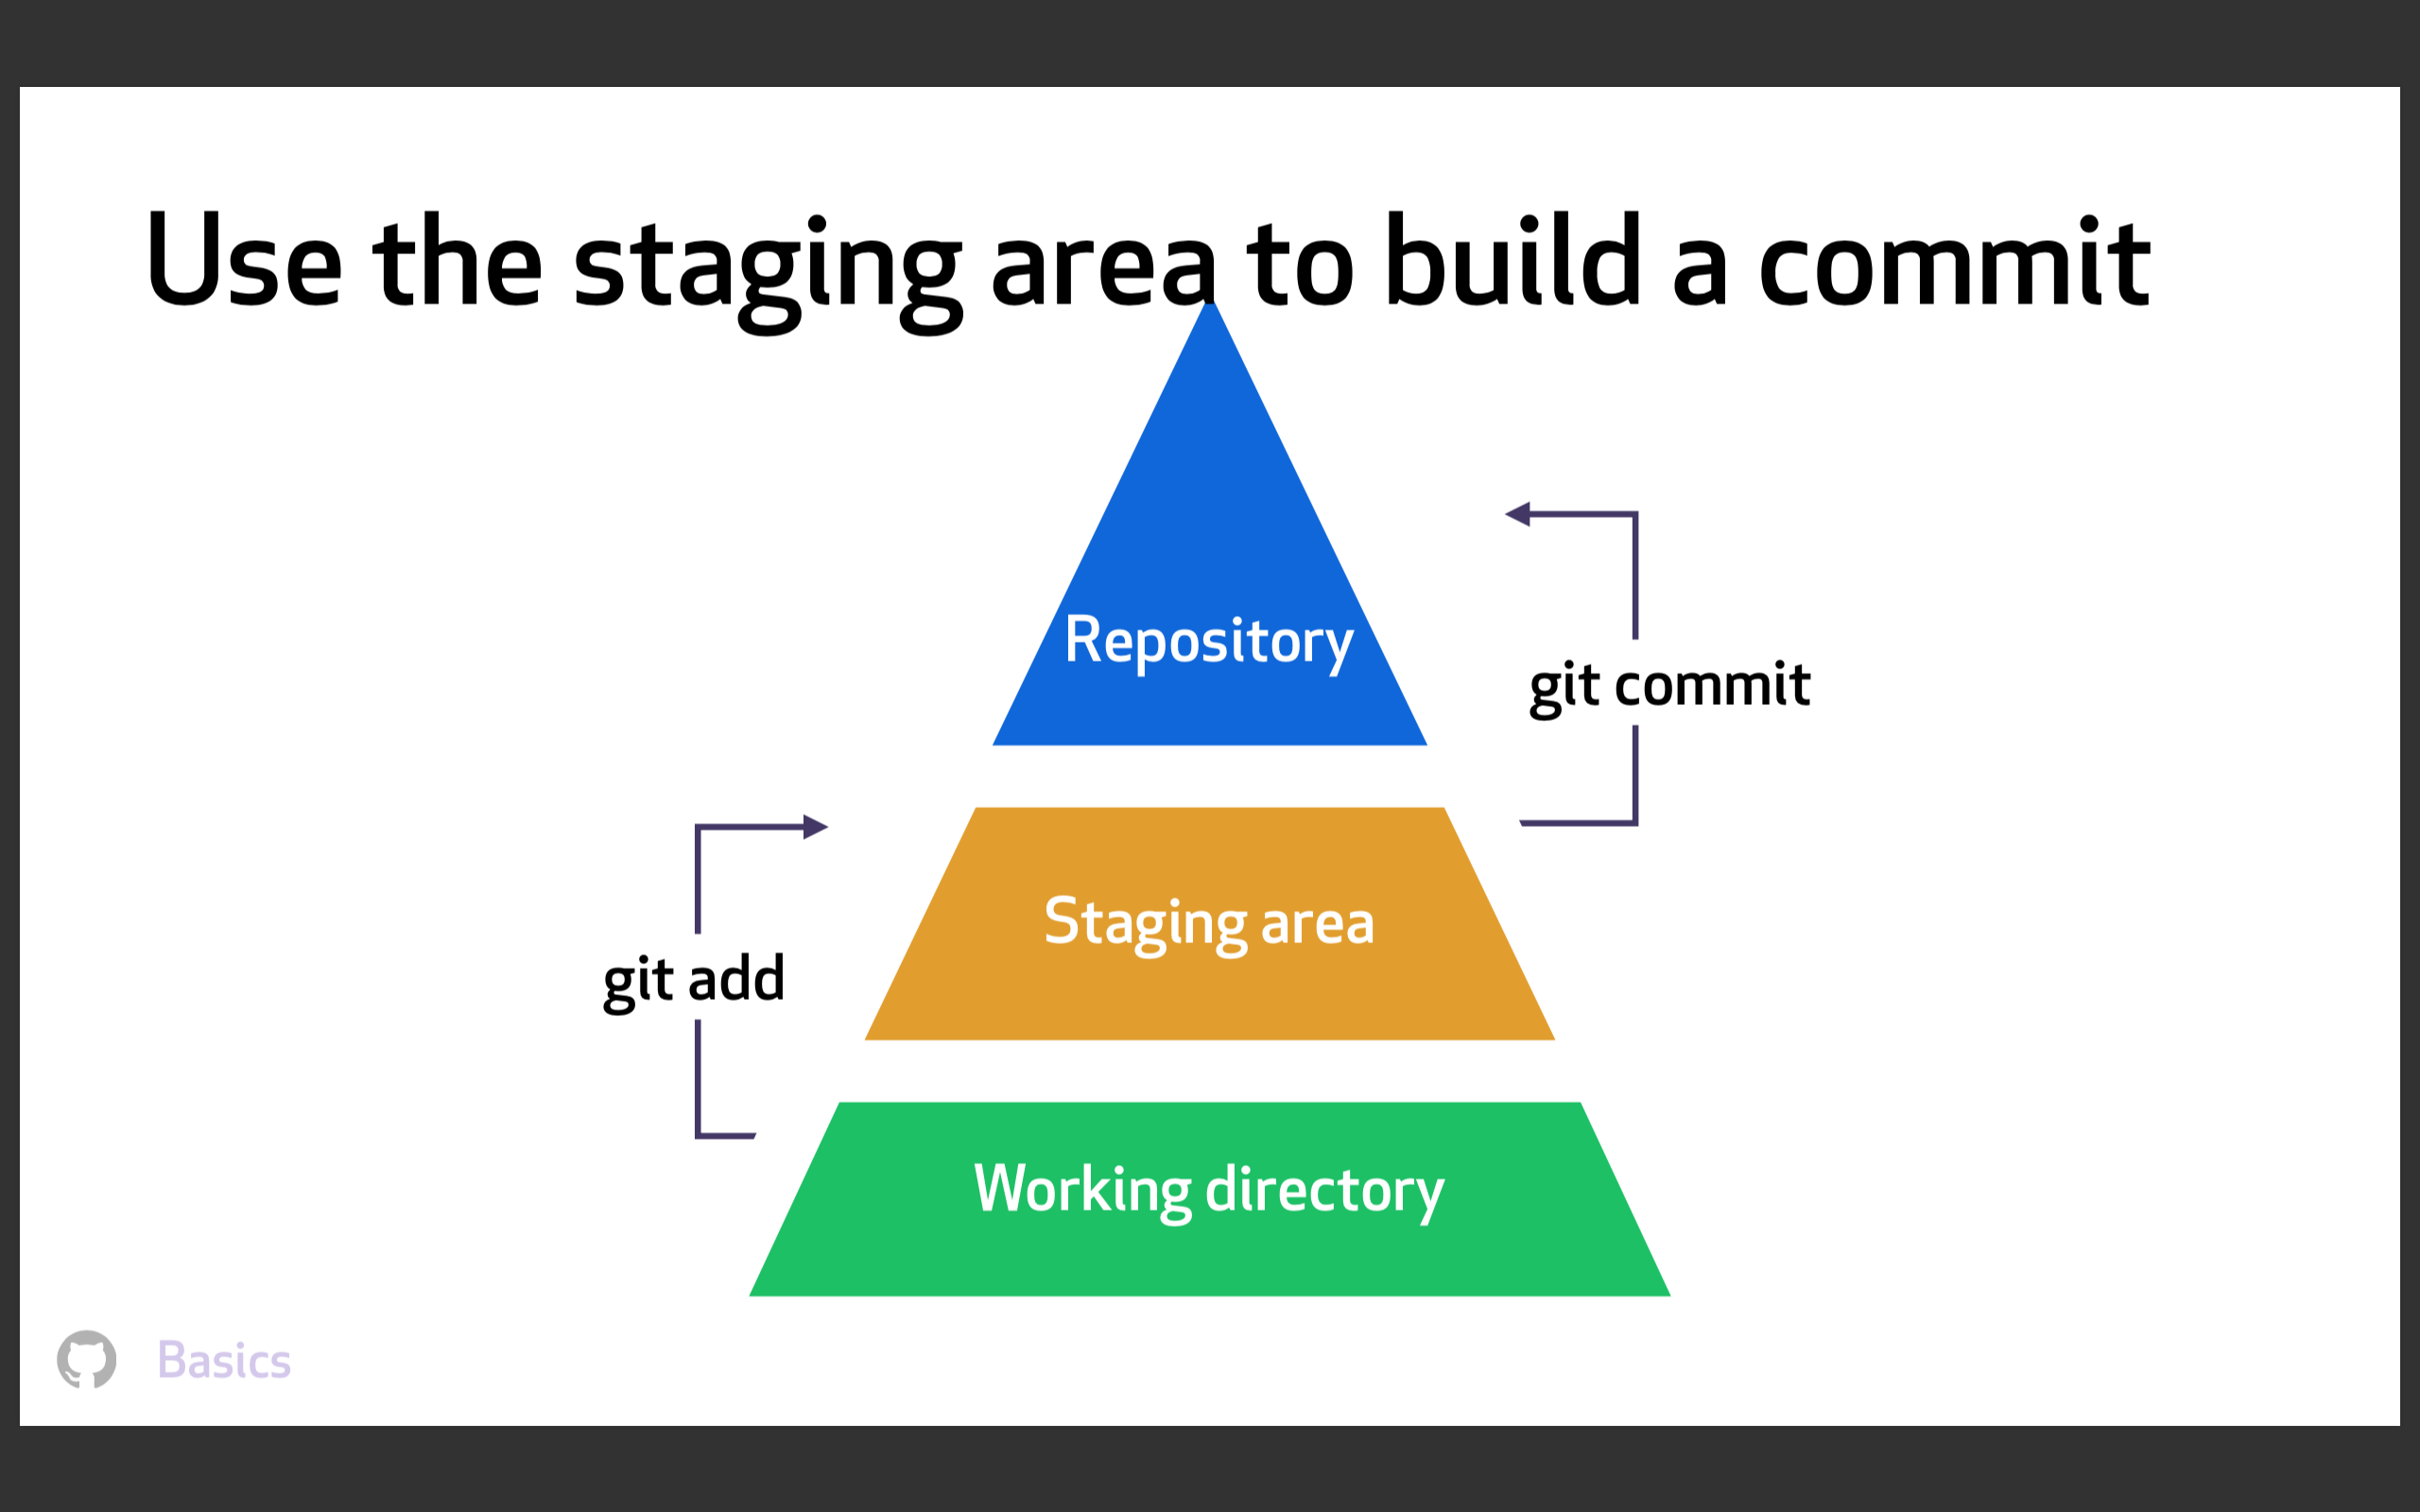 Use the staging area to build a commit
Repository
git commit
Staging area
git add
Working directory
Basics